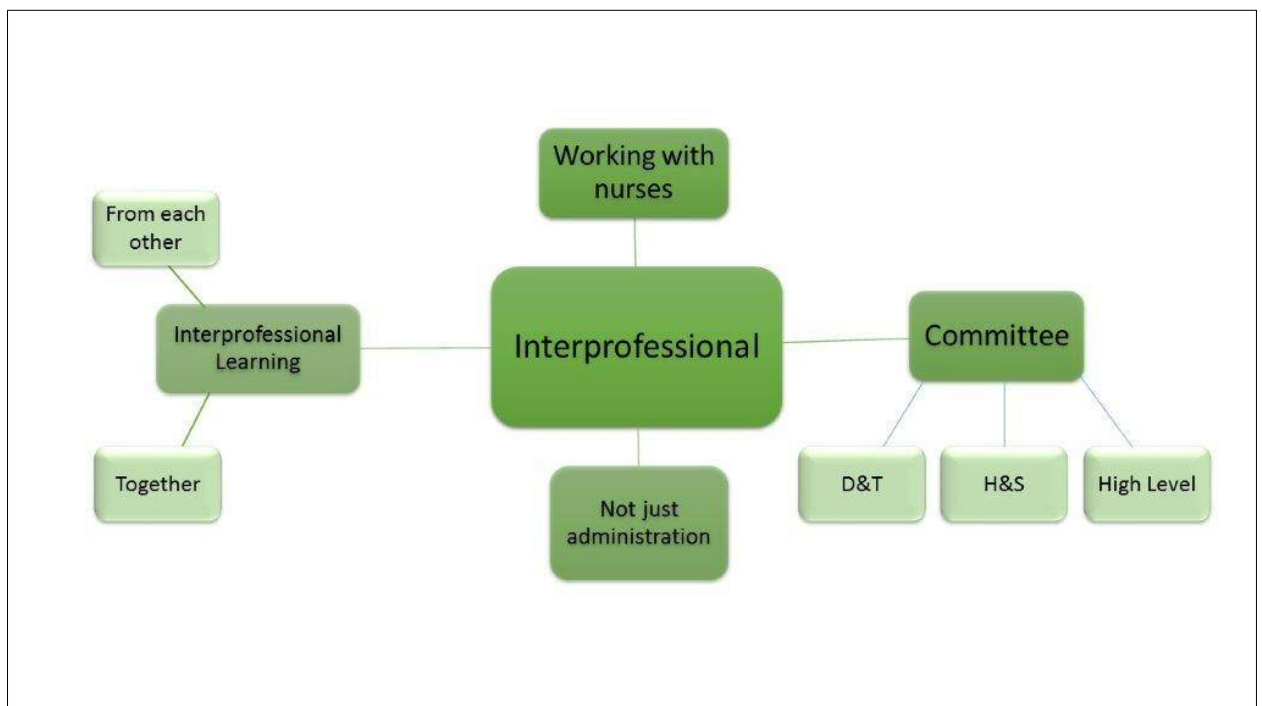 Working with
nurses
From each
other
Interprofessional
Learning
Interprofessional
Committee
Together
D&T
H&S
High Level
Not just
administration